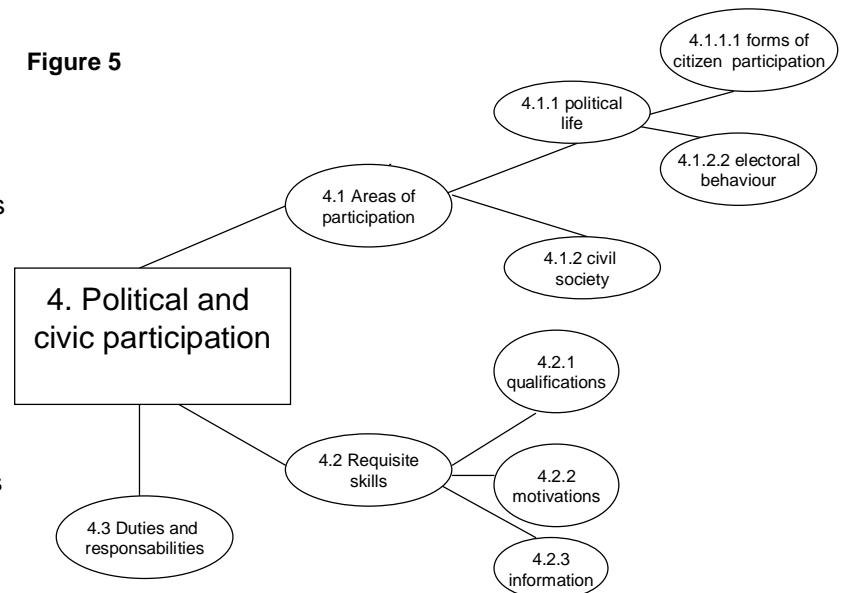 Figure 5
4.1.1.1 forms of
citizen participation
4.1.1 political
life
4.1.2.2 electoral
behaviour
4.1 Areas of
participation
s
4.1.2 civil
society
4. Political and
civic participation
4.2.1
qualifications
4.2 Requisite
skills
4.2.2
motivations
s
4.3 Duties and
responsabilities
4.2.3
information